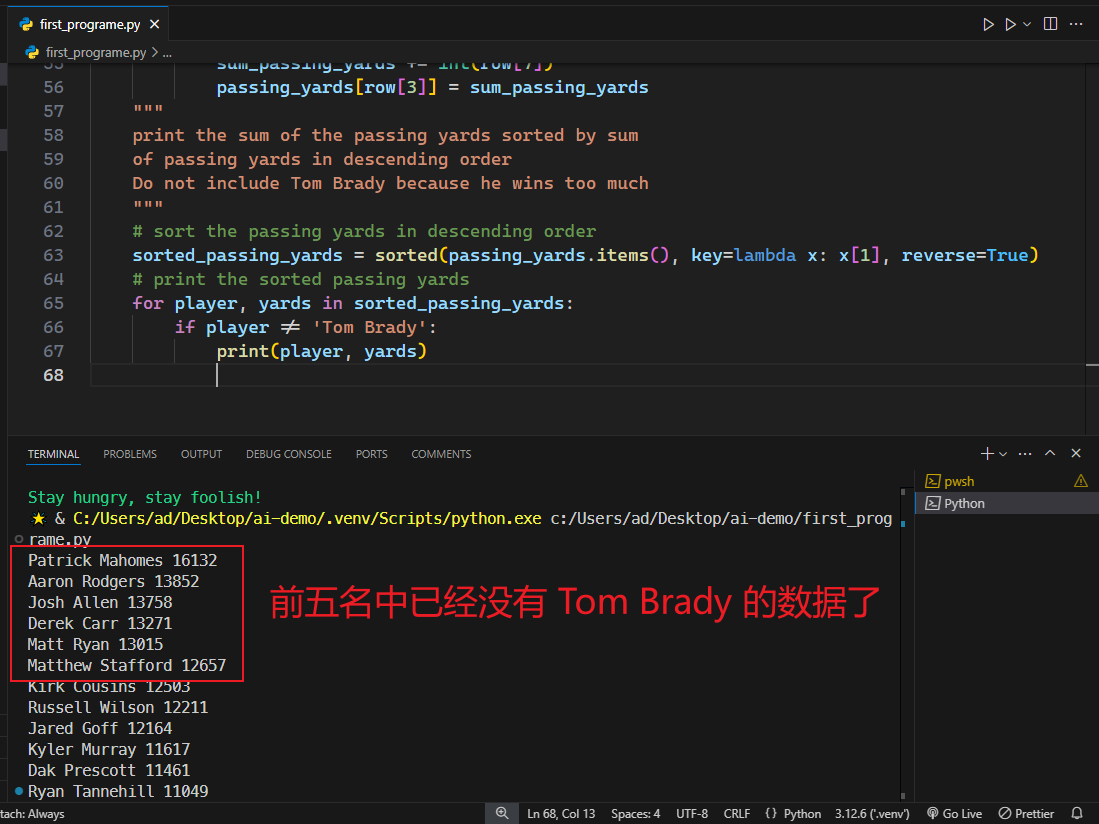 first_programe.py
first_programe.py > ...
55 sum_passing_yards += int(row[7])
56 passing_yards[row[3]] = sum_passing_yards
57 """
58 print the sum of the passing yards sorted by sum
59 of passing yards in descending order
60 Do not include Tom Brady because he wins too much
61 """
62 # sort the passing yards in descending order
63 sorted_passing_yards = sorted(passing_yards.items(), key=lambda x: x[1], reverse=True)
64 # print the sorted passing yards
65 for player, yards in sorted_passing_yards:
66 if player != 'Tom Brady':
67 print(player, yards)
68
TERMINAL PROBLEMS OUTPUT DEBUG CONSOLE PORTS COMMENTS
pwsh
Python
Stay hungry, stay foolish!
& C:/Users/ad/Desktop/ai-demo/.venv/Scripts/python.exe c:/Users/ad/Desktop/ai-demo/first_prog
rame.py
Patrick Mahomes 16132
Aaron Rodgers 13852
Josh Allen 13758
Derek Carr 13271
Matt Ryan 13015
Matthew Stafford 12657
前五名中已经没有 Tom Brady 的数据了
Kirk Cousins 12503
Russell Wilson 12211
Jared Goff 12164
Kyler Murray 11617
Dak Prescott 11461
Ryan Tannehill 11049
tach: Always Ln 68, Col 13 Spaces: 4 UTF-8 CRLF {} Python 3.12.6 ('.venv') Go Live Prettier